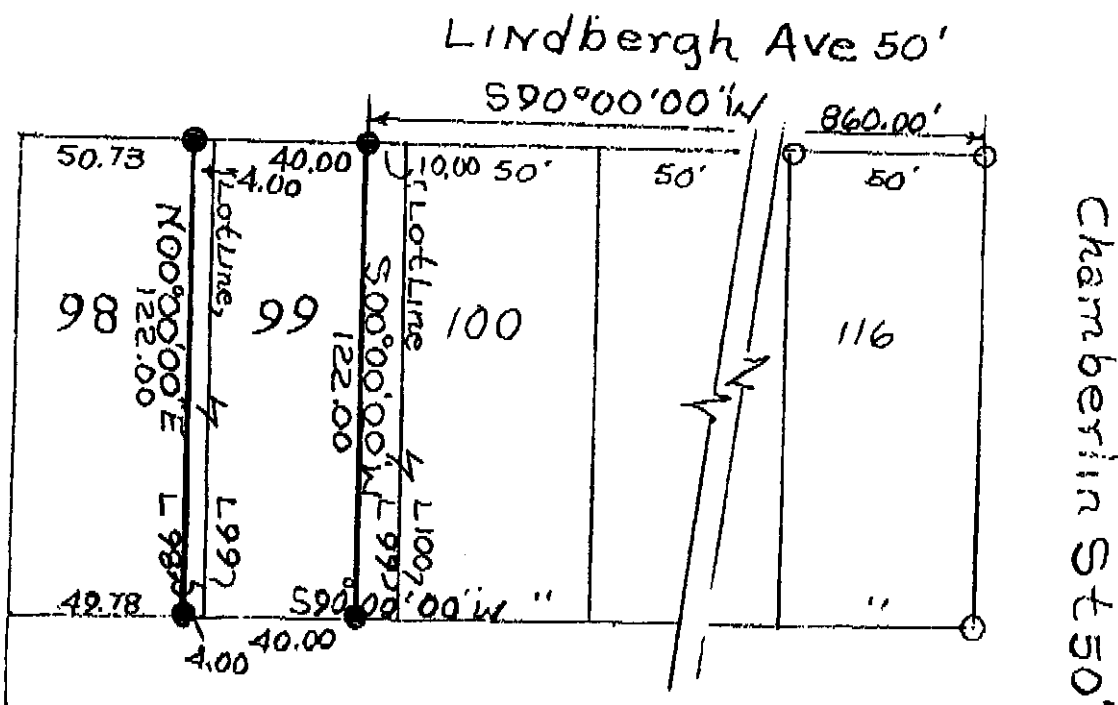 Lindbergh Ave 50'
S90°00'00"W
860.00'
50.73
40.00
10.00
50'
50'
50'
4.00
Lot Line
Lot Line
N00°00'00"E
122.00
S00°00'00"W
122.00
98
99
100
116
L 98
L99
L 99
L100
49.78
S90°00'00"W
"
"
4.00
40.00
Chamberlin St 50'